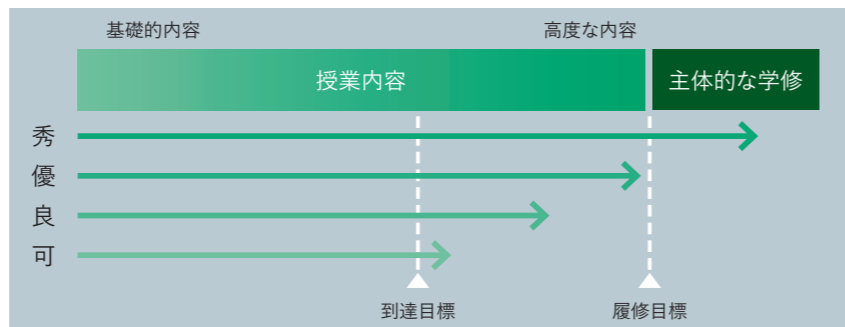 基礎的内容
高度な内容
授業内容
主体的な学修
秀
優
良
可
到達目標
履修目標